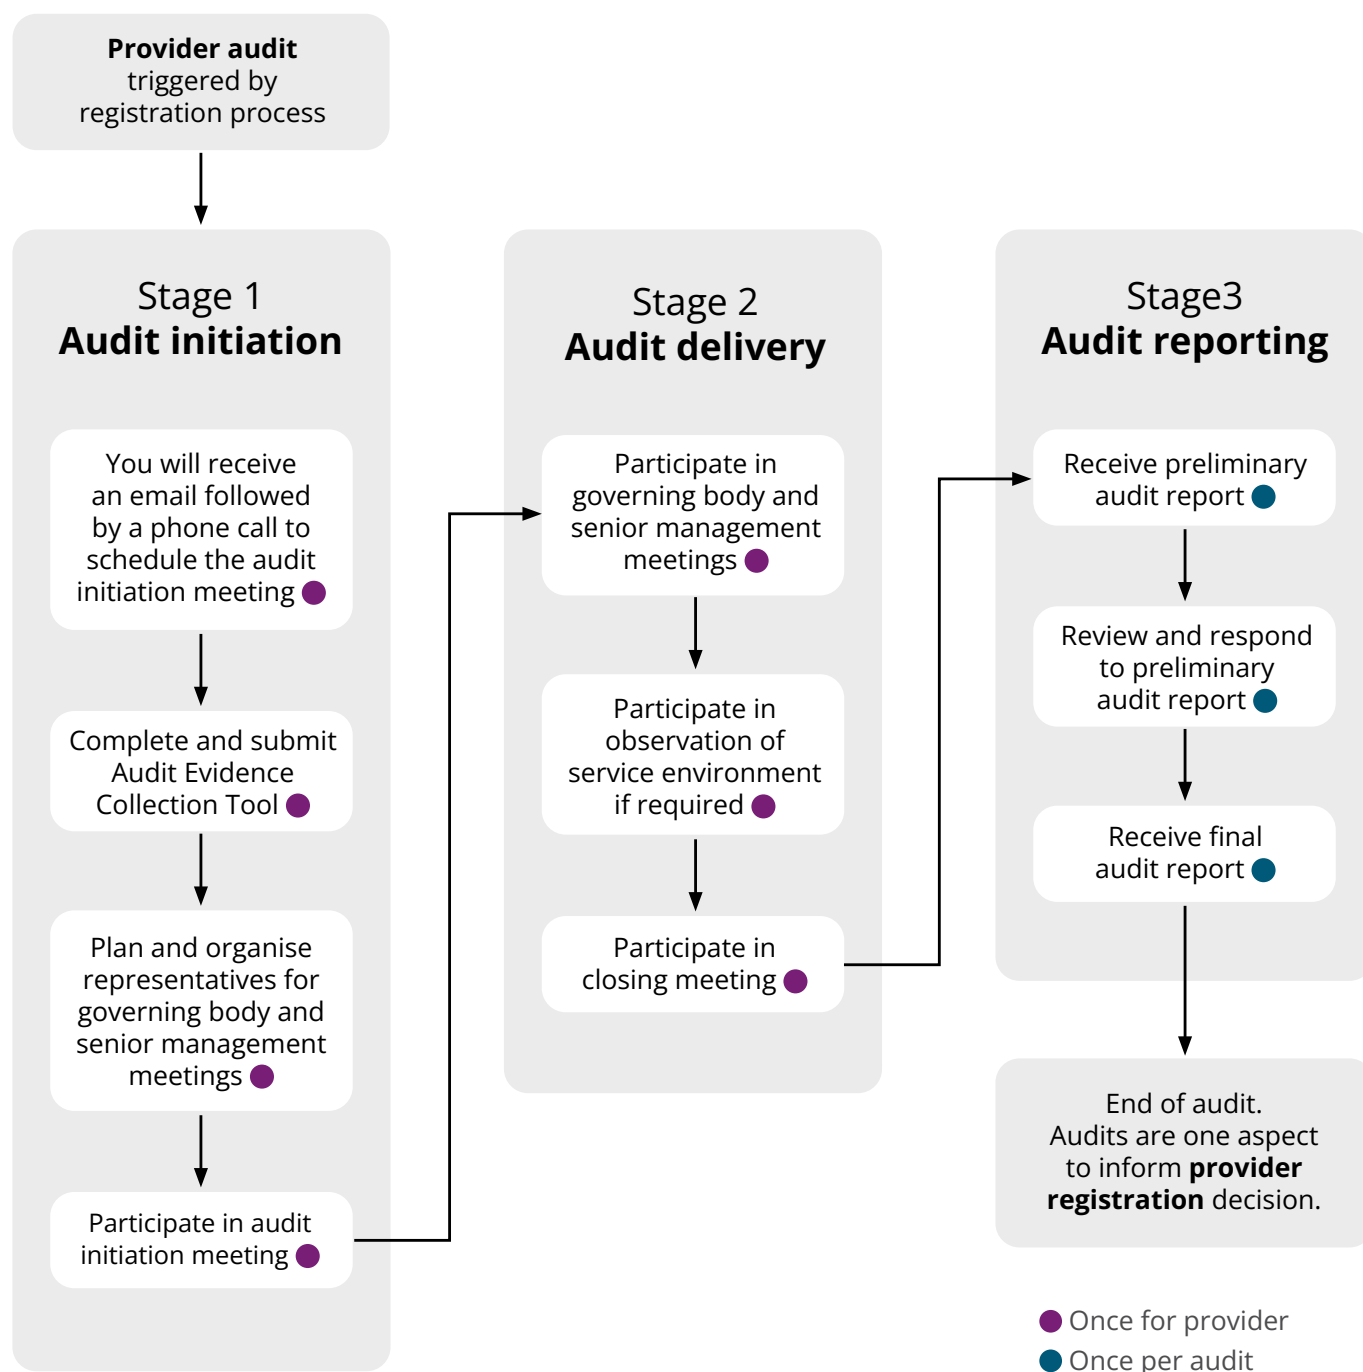 Provider audit
triggered by
registration process
Stage 1
Audit initiation
You will receive
an email followed
by a phone call to
schedule the audit
initiation meeting
Complete and submit
Audit Evidence
Collection Tool
Plan and organise
representatives for
governing body and
senior management
meetings
Participate in audit
initiation meeting
Stage 2
Audit delivery
Participate in
governing body and
senior management
meetings
Participate in
observation of
service environment
if required
Participate in
closing meeting
Stage3
Audit reporting
Receive preliminary
audit report
Review and respond
to preliminary
audit report
Receive final
audit report
End of audit.
Audits are one aspect
to inform provider
registration decision.
Once for provider
Once per audit